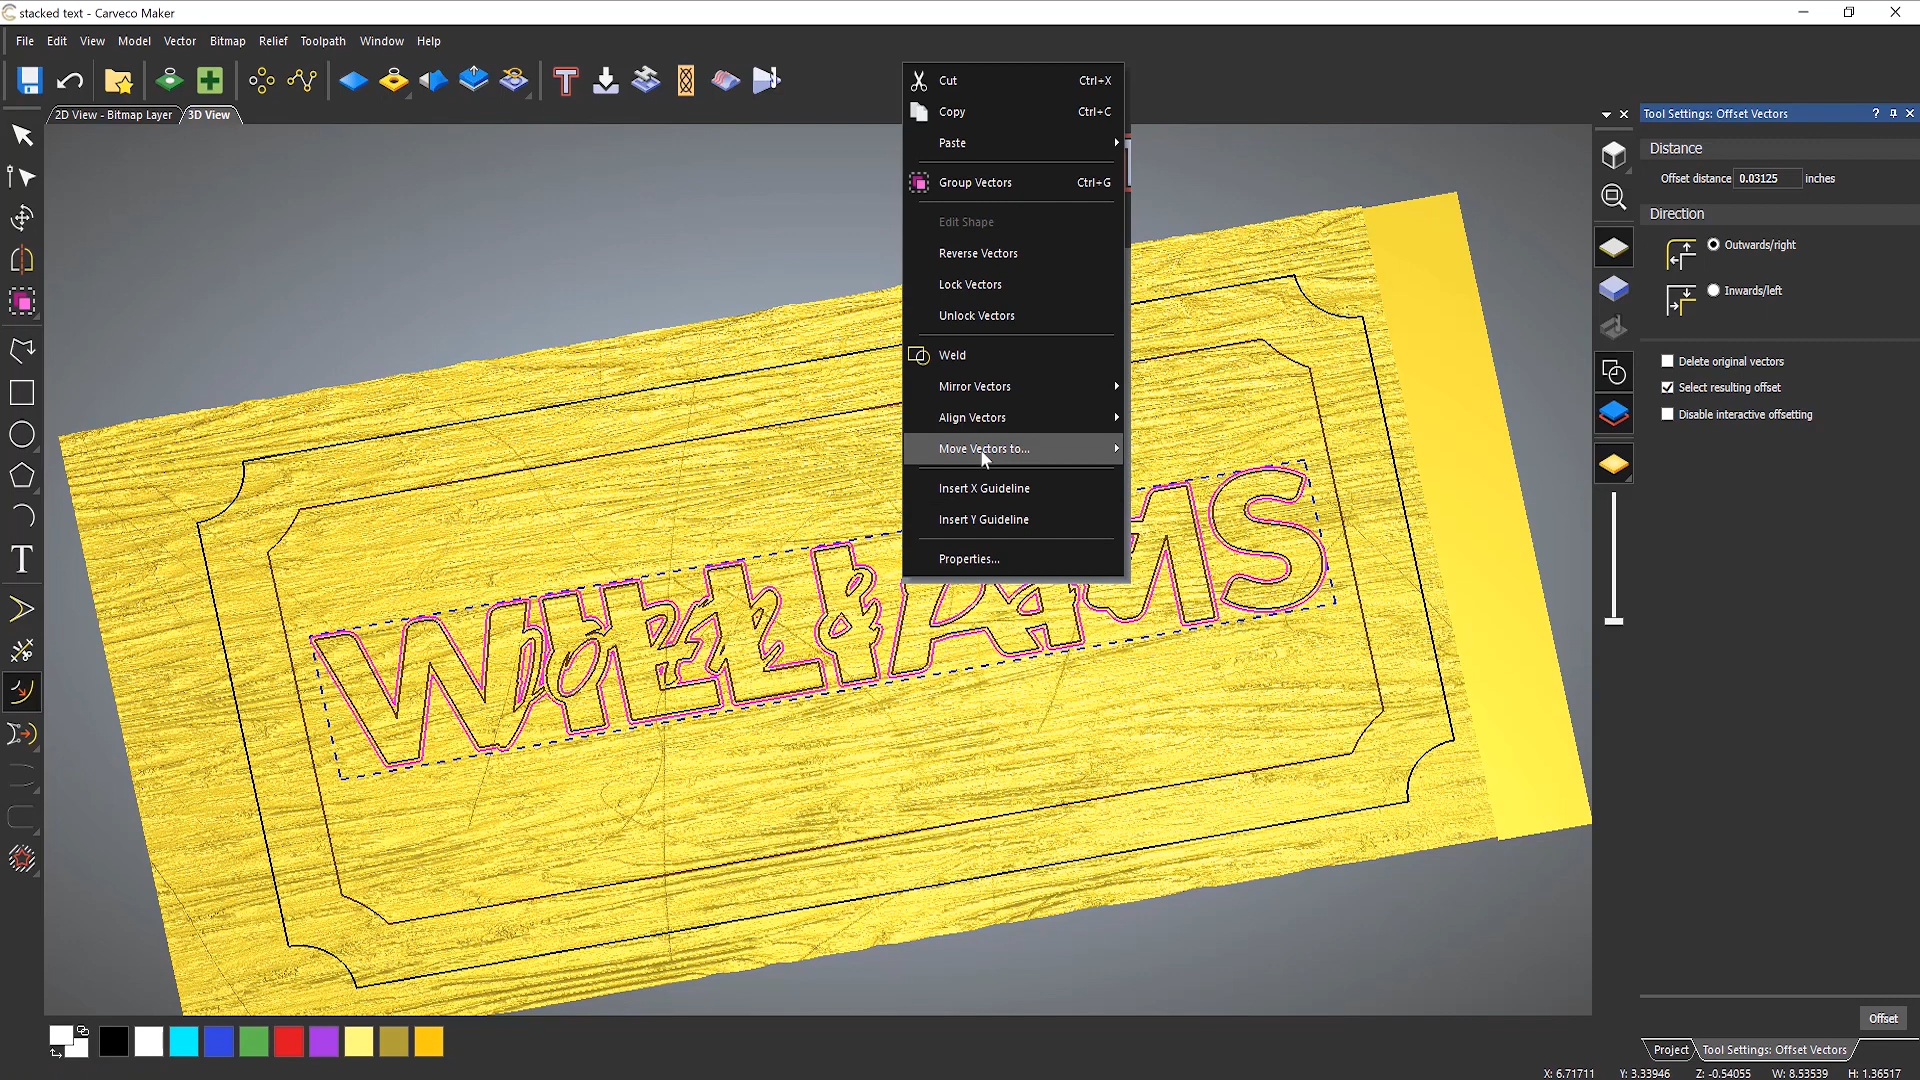 stacked text - Carveco Maker
File Edit View Model Vector Bitmap Relief Toolpath Window Help
2D View - Bitmap Layer 3D View
Cut Ctrl+X
Copy Ctrl+C
Paste
Group Vectors Ctrl+G
Edit Shape
Reverse Vectors
Lock Vectors
Unlock Vectors
Weld
Mirror Vectors
Align Vectors
Move Vectors to...
Insert X Guideline
Insert Y Guideline
Properties...
Tool Settings: Offset Vectors
Distance
Offset distance 0.03125 inches
Direction
Outwards/right
Inwards/left
Delete original vectors
Select resulting offset
Disable interactive offsetting
Offset
Project Tool Settings: Offset Vectors
X: 6.71711 Y: 3.33946 Z: -0.54055 W: 8.53539 H: 1.36517